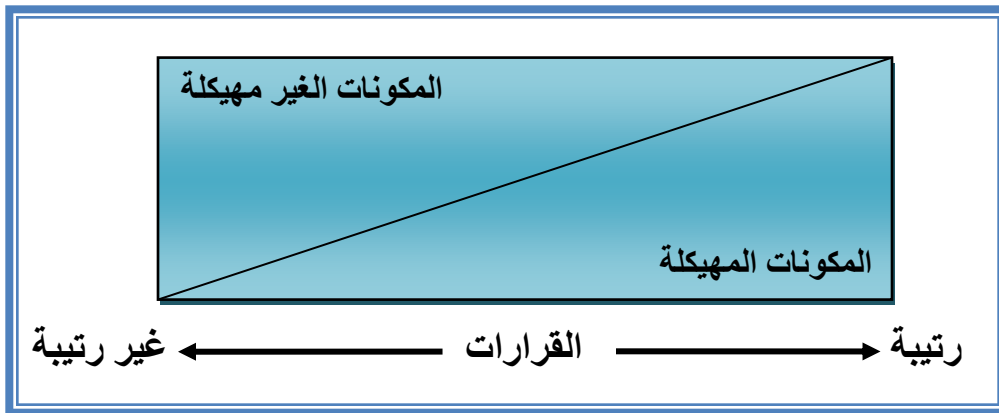 المكونات الغير مهيكلة
المكونات المهيكلة
رتيبة القرارات غير رتيبة